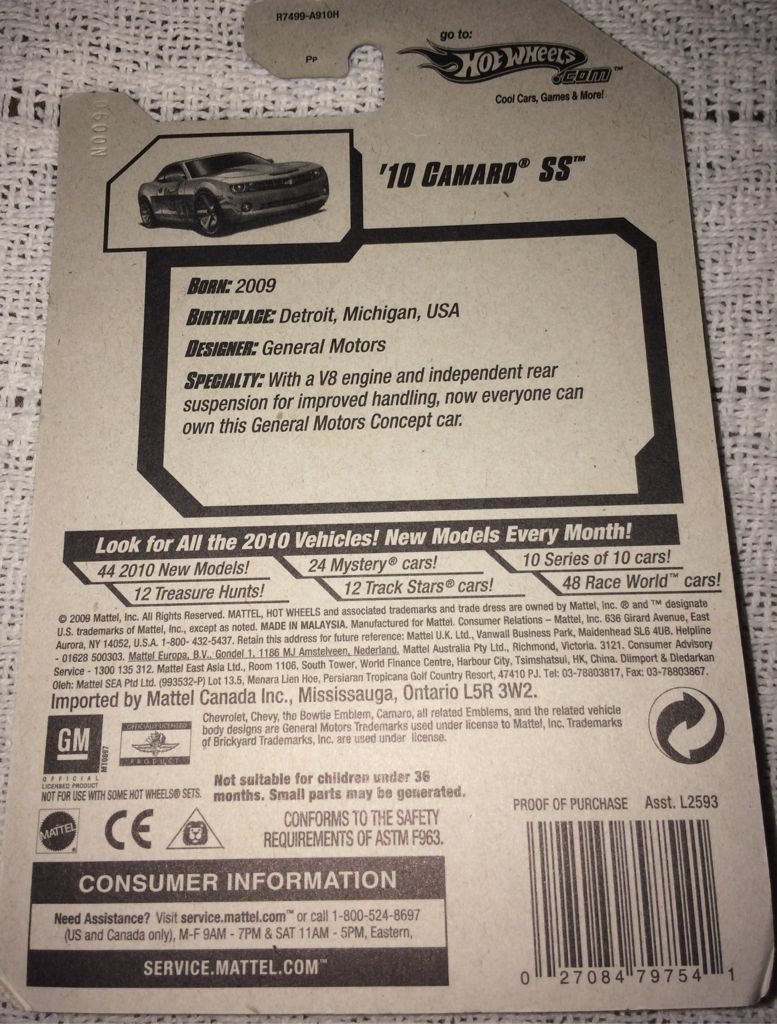 R7499-A910H
Pp
go to:
HOT WHEELS
.COM™
Cool Cars, Games & More!
'10 CAMARO® SS™
BORN: 2009
BIRTHPLACE: Detroit, Michigan, USA
DESIGNER: General Motors
SPECIALTY: With a V8 engine and independent rear
suspension for improved handling, now everyone can
own this General Motors Concept car.
Look for All the 2010 Vehicles! New Models Every Month!
44 2010 New Models!
24 Mystery® cars!
10 Series of 10 cars!
12 Treasure Hunts!
12 Track Stars® cars!
48 Race World™ cars!
© 2009 Mattel, Inc. All Rights Reserved. MATTEL, HOT WHEELS and associated trademarks and trade dress are owned by Mattel, Inc. ® and ™ designate
U.S. trademarks of Mattel, Inc., except as noted. MADE IN MALAYSIA. Manufactured for Mattel. Consumer Relations – Mattel, Inc. 636 Girard Avenue, East
Aurora, NY 14052, U.S.A. 1-800- 432-5437. Retain this address for future reference: Mattel U.K. Ltd., Vanwall Business Park, Maidenhead SL6 4UB. Helpline
- 01628 500303. Mattel Europa, B.V., Gondel 1, 1186 MJ Amstelveen, Nederland. Mattel Australia Pty Ltd., Richmond, Victoria. 3121. Consumer Advisory
Service - 1300 135 312. Mattel East Asia Ltd., Room 1106, South Tower, World Finance Centre, Harbour City, Tsimshatsui, HK, China. Diimport & Diedarkan
Oleh: Mattel SEA Ptd Ltd. (993532-P) Lot 13.5, Menara Lien Hoe, Persiaran Tropicana Golf Country Resort, 47410 PJ. Tel: 03-78803817, Fax: 03-78803867.
Imported by Mattel Canada Inc., Mississauga, Ontario L5R 3W2.
Chevrolet, Chevy, the Bowtie Emblem, Camaro, all related Emblems, and the related vehicle
body designs are General Motors Trademarks used under license to Mattel, Inc. Trademarks
of Brickyard Trademarks, Inc. are used under license.
GM
MT0867
OFFICIAL
LICENSED PRODUCT
OFFICIALLY LICENSED
PRODUCT
NOT FOR USE WITH SOME HOT WHEELS® SETS.
Not suitable for children under 36
months. Small parts may be generated.
MATTEL
CE
CONFORMS TO THE SAFETY
REQUIREMENTS OF ASTM F963.
PROOF OF PURCHASE Asst. L2593
CONSUMER INFORMATION
Need Assistance? Visit service.mattel.com™ or call 1-800-524-8697
(US and Canada only), M-F 9AM - 7PM & SAT 11AM - 5PM, Eastern,
SERVICE.MATTEL.COM™
0 27084 79754 1